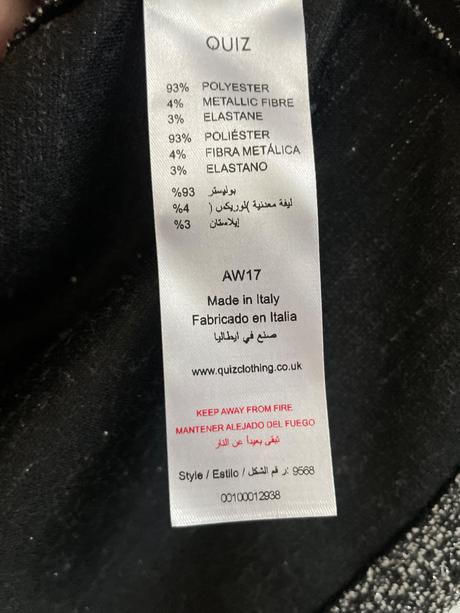 QUIZ
93% POLYESTER
4% METALLIC FIBRE
3% ELASTANE
93% POLIÉSTER
4% FIBRA METÁLICA
3% ELASTANO
%93 بوليستر
%4 ليفة معدنية )لوريكس (
%3 إيلاستان
AW17
Made in Italy
Fabricado en Italia
صنع في ايطاليا
www.quizclothing.co.uk
KEEP AWAY FROM FIRE
MANTENER ALEJADO DEL FUEGO
تبقى بعيداً عن النار
Style / Estilo / ر قم الشكل: 9568
00100012938